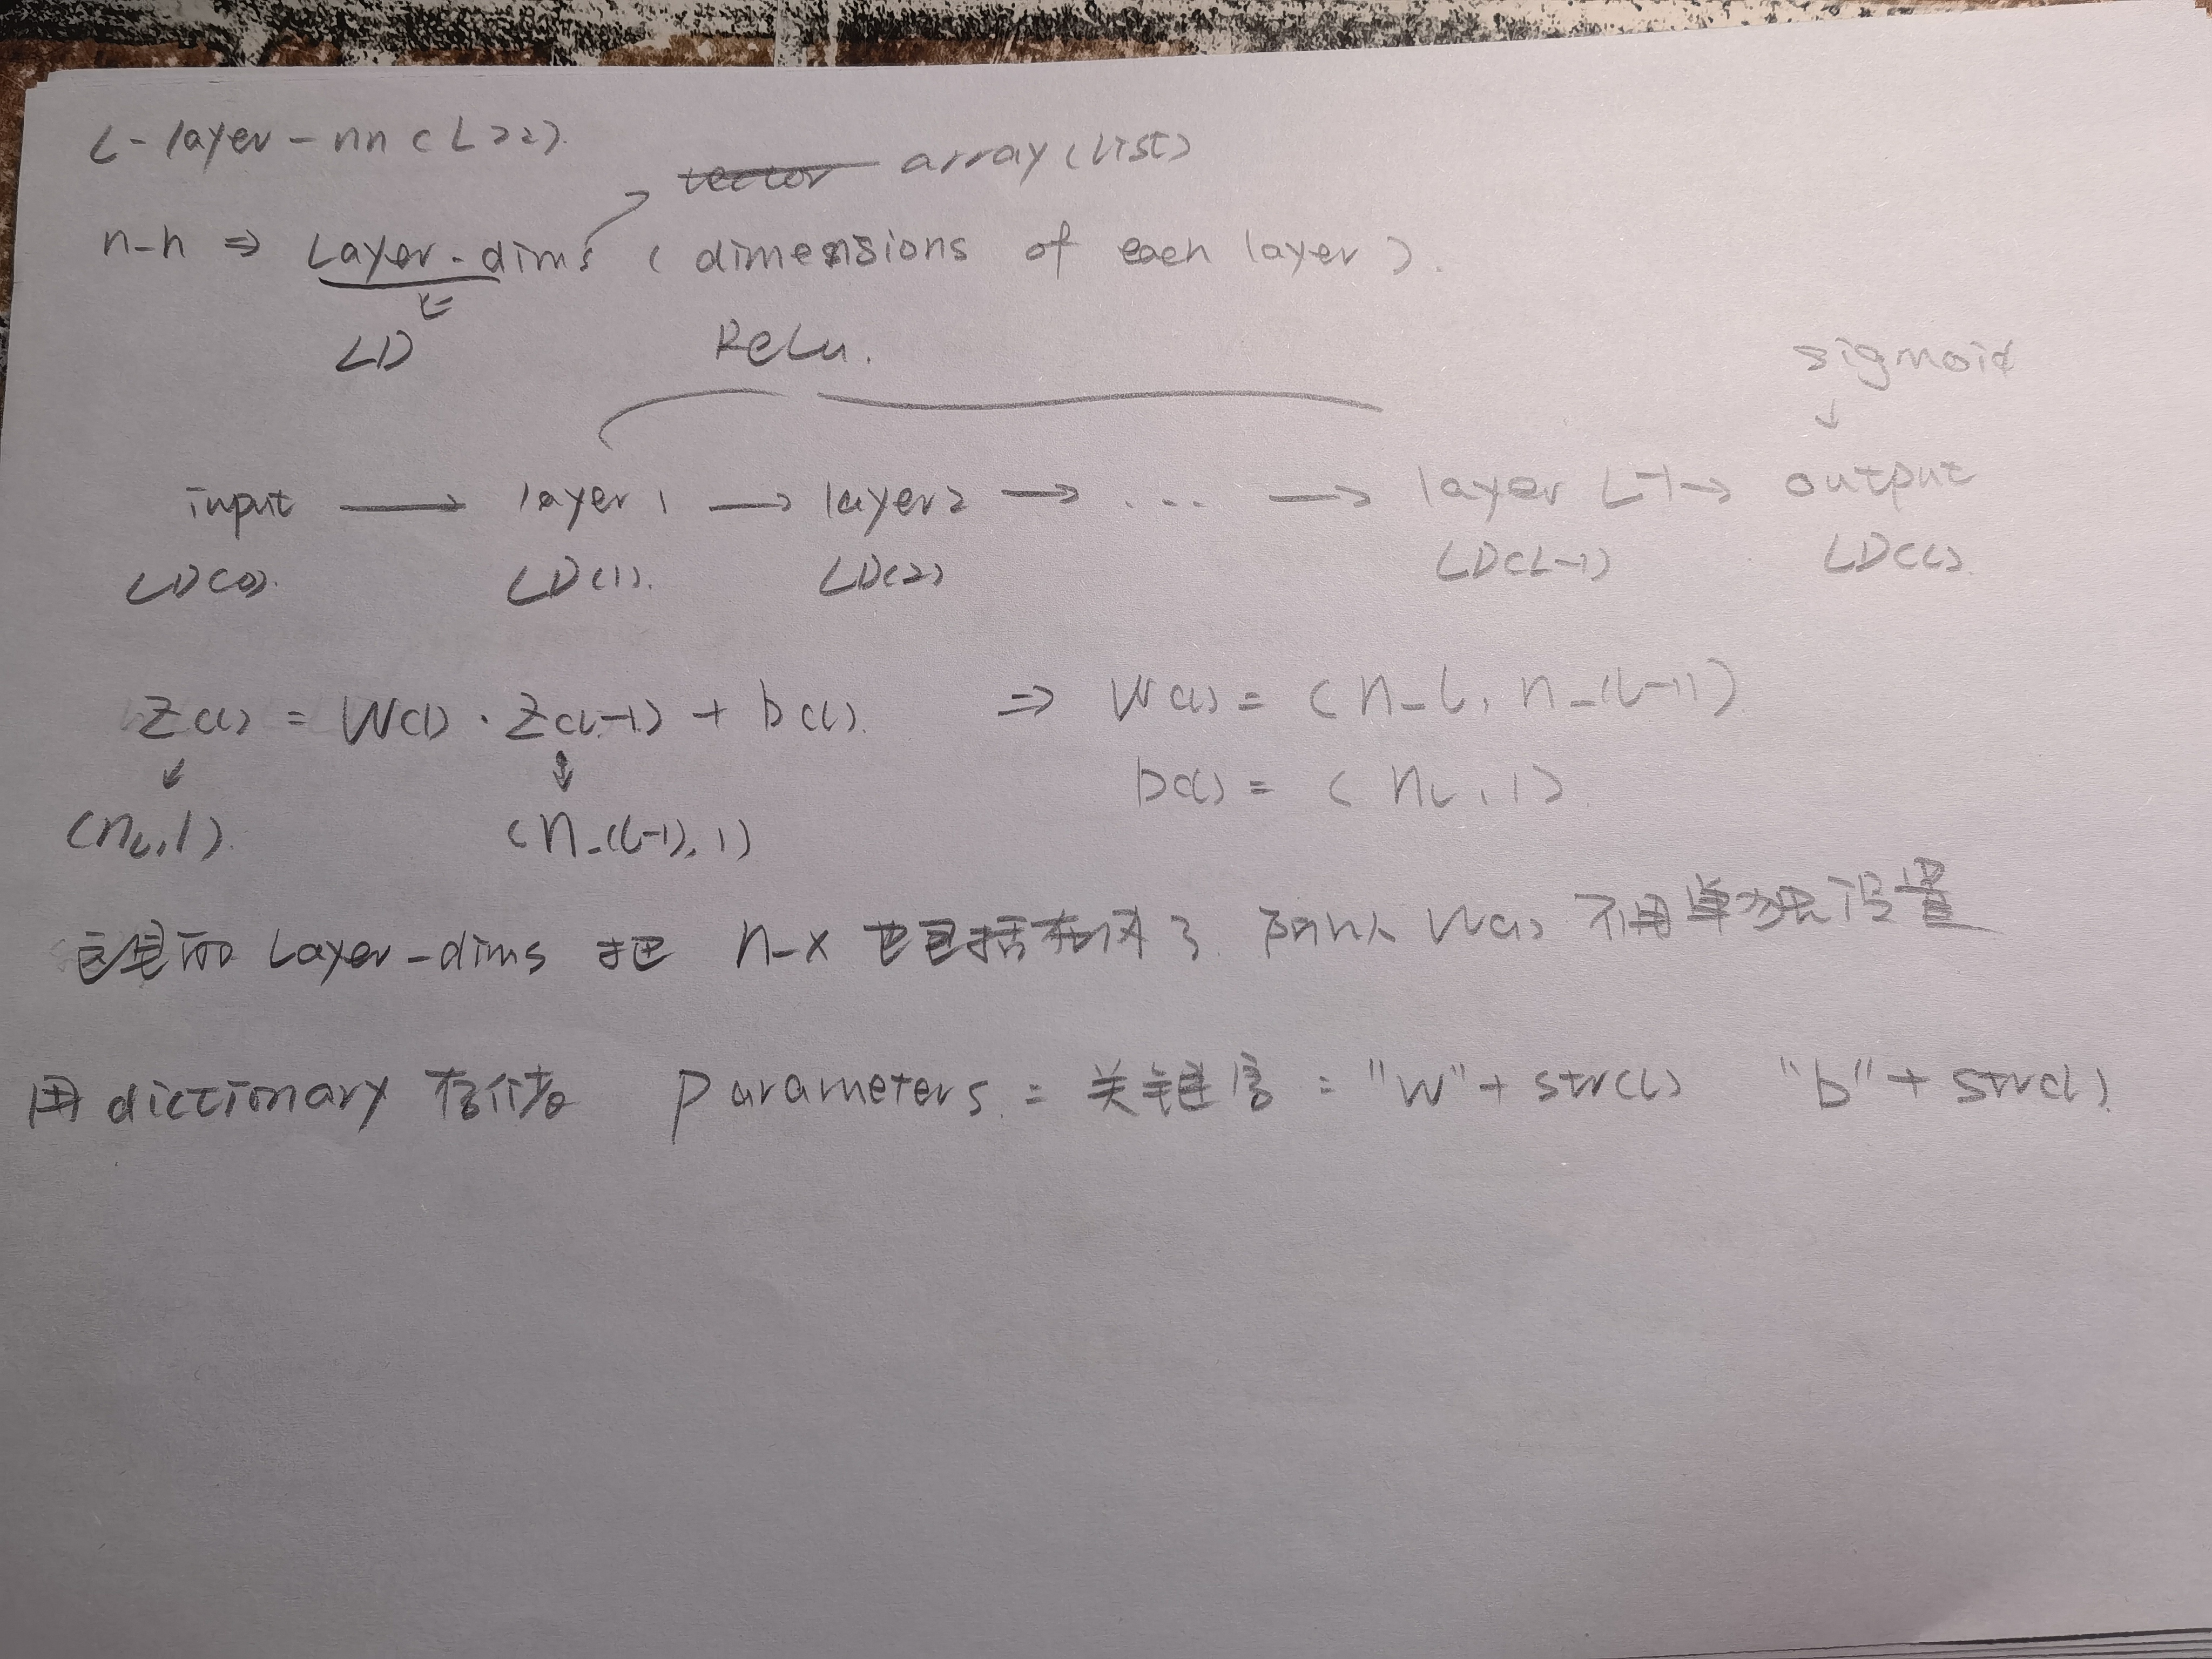 L-layer-nn (L>2).
vector array (List)
n-h ⇒ Layer-dims (dimensions of each layer).
LD
ReLu.
sigmoid
↓
input → layer 1 → layer 2 → ... → layer L-1 → output
LD(0). LD(1). LD(2) LD(L-1) LD(L).
Z(l) = W(l) · Z(l-1) + b(l). ⇒ W(l) = (n_l, n_(l-1))
b(l) = (n_l, 1).
(n_l, 1). (n_(l-1), 1)
这里面 Layer-dims 把 n-x 也包括在内了. 所以 W(1) 不用单独设置
用 dictionary 存储 parameters. = 关键字 = "W" + str(l) "b" + str(l).